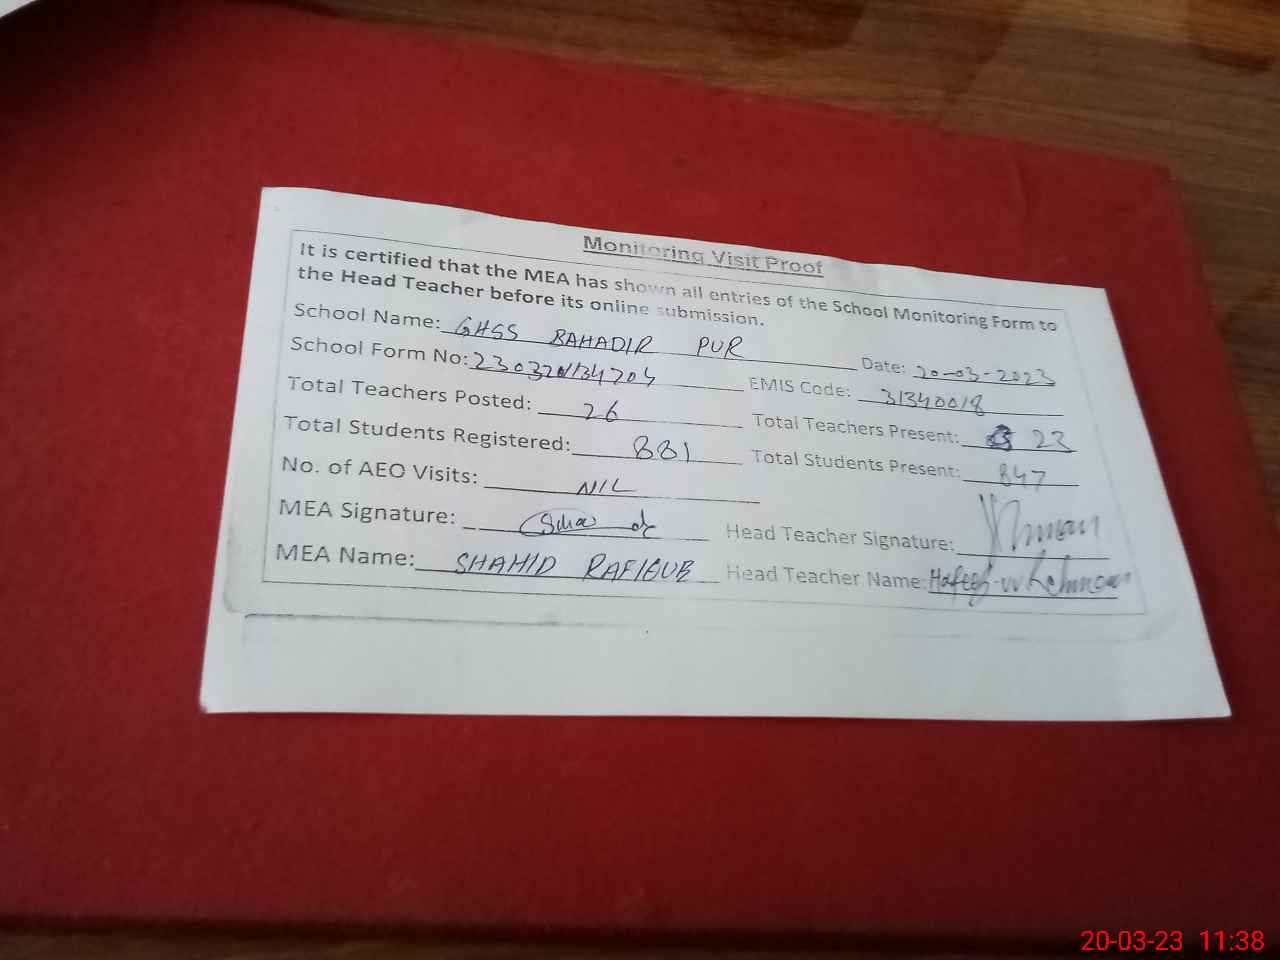 Monitoring Visit Proof
It is certified that the MEA has shown all entries of the School Monitoring Form to
the Head Teacher before its online submission.
School Name: GHSS BAHADIR PUR Date: 20-03-2023
School Form No: EMIS Code: 31340018
Total Teachers Posted: 26 Total Teachers Present: 23
Total Students Registered: 881 Total Students Present: 847
No. of AEO Visits: NIL
MEA Signature: Head Teacher Signature:
MEA Name: SHAHID Head Teacher Name:
20-03-23 11:38